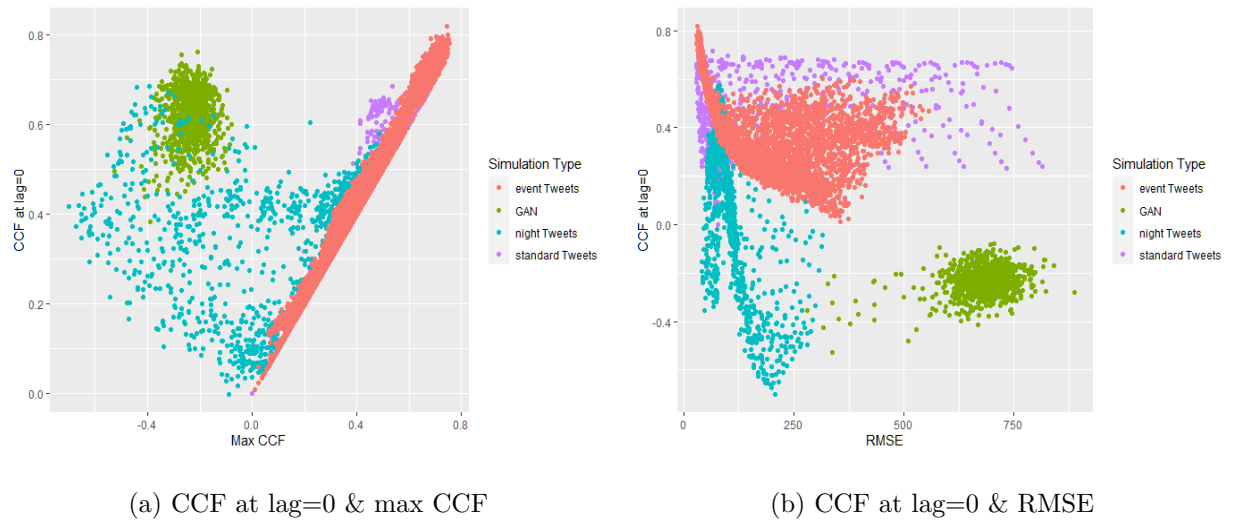 0.8
0.6
0.4
0.2
0.0
CCF at lag=0
-0.4
0.0
0.4
0.8
Max CCF
Simulation Type
event Tweets
GAN
night Tweets
standard Tweets
(a) CCF at lag=0 & max CCF
0.8
0.4
0.0
-0.4
CCF at lag=0
0
250
500
750
RMSE
Simulation Type
event Tweets
GAN
night Tweets
standard Tweets
(b) CCF at lag=0 & RMSE